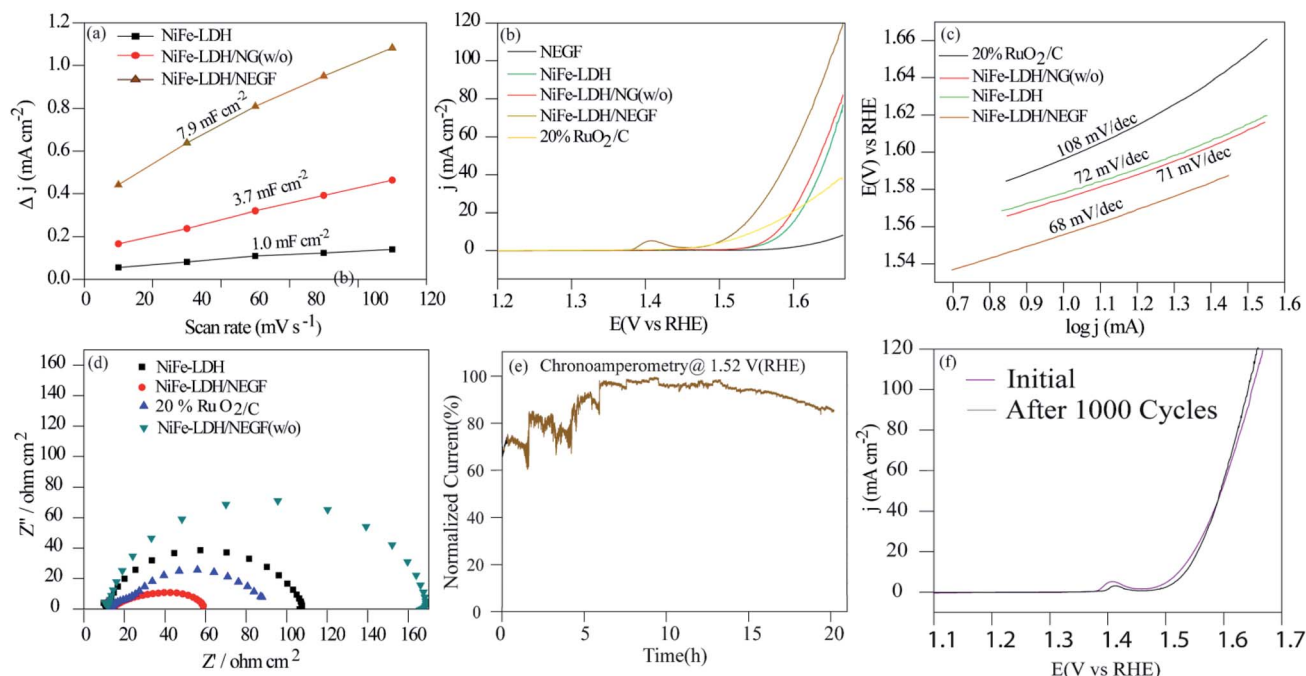 (a)
NiFe-LDH
NiFe-LDH/NG(w/o)
NiFe-LDH/NEGF
7.9 mF cm-2
3.7 mF cm-2
1.0 mF cm-2
(b)
1.2
1.0
0.8
0.6
0.4
0.2
0.0
0 20 40 60 80 100 120
Δ j (mA cm-2)
Scan rate (mV s-1)
(b)
NEGF
NiFe-LDH
NiFe-LDH/NG(w/o)
NiFe-LDH/NEGF
20% RuO2/C
120
100
80
60
40
20
0
1.2 1.3 1.4 1.5 1.6
j (mA cm-2)
E(V vs RHE)
(c)
20% RuO2/C
NiFe-LDH/NG(w/o)
NiFe-LDH
NiFe-LDH/NEGF
108 mV/dec
72 mV/dec
71 mV/dec
68 mV/dec
1.66
1.64
1.62
1.60
1.58
1.56
1.54
0.7 0.8 0.9 1.0 1.1 1.2 1.3 1.4 1.5 1.6
E(V) vs RHE
log j (mA)
(d)
NiFe-LDH
NiFe-LDH/NEGF
20 % Ru O2/C
NiFe-LDH/NEGF(w/o)
160
140
120
100
80
60
40
20
0
0 20 40 60 80 100 120 140 160
Z'' / ohm cm2
Z' / ohm cm2
(e)
Chronoamperometry@ 1.52 V(RHE)
100
80
60
40
20
0
0 5 10 15 20
Normalized Current(%)
Time(h)
(f)
Initial
After 1000 Cycles
120
100
80
60
40
20
0
1.1 1.2 1.3 1.4 1.5 1.6 1.7
j (mA cm-2)
E(V vs RHE)